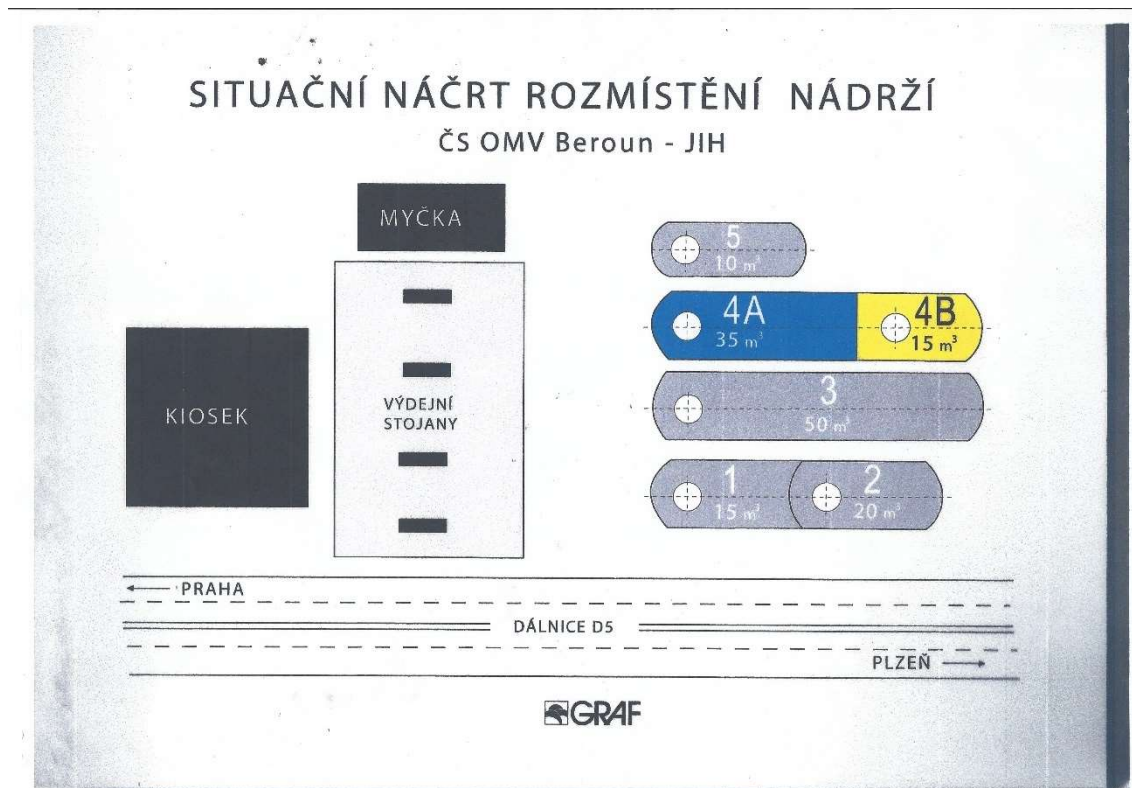 SITUAČNÍ NÁČRT ROZMÍSTĚNÍ NÁDRŽÍ
ČS OMV Beroun - JIH
MYČKA
KIOSEK
VÝDEJNÍ
STOJANY
5
10 m³
4A
35 m³
4B
15 m³
3
50 m³
1
15 m³
2
20 m³
← PRAHA
DÁLNICE D5
PLZEŇ →
GRAF